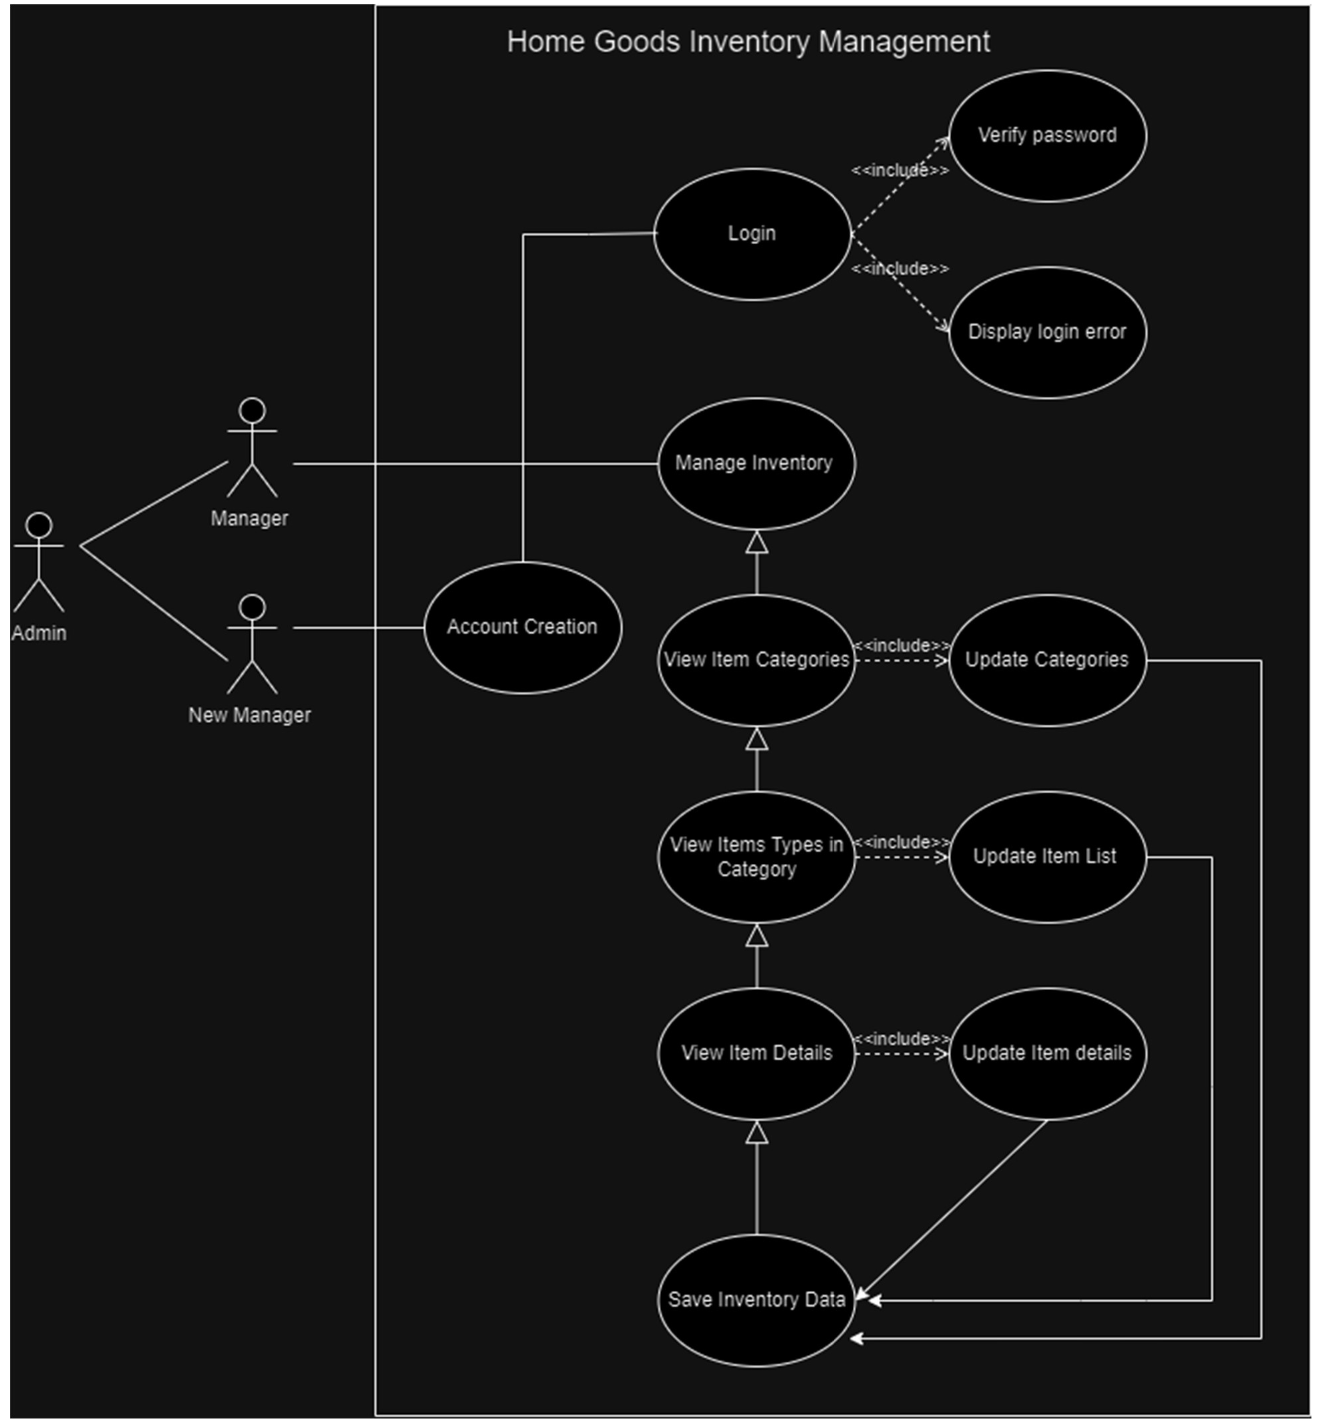 Home Goods Inventory Management
Verify password
<<include>>
Login
<<include>>
Display login error
Manage Inventory
Manager
Admin
Account Creation
New Manager
View Item Categories
<<include>>
Update Categories
View Items Types in
Category
<<include>>
Update Item List
View Item Details
<<include>>
Update Item details
Save Inventory Data